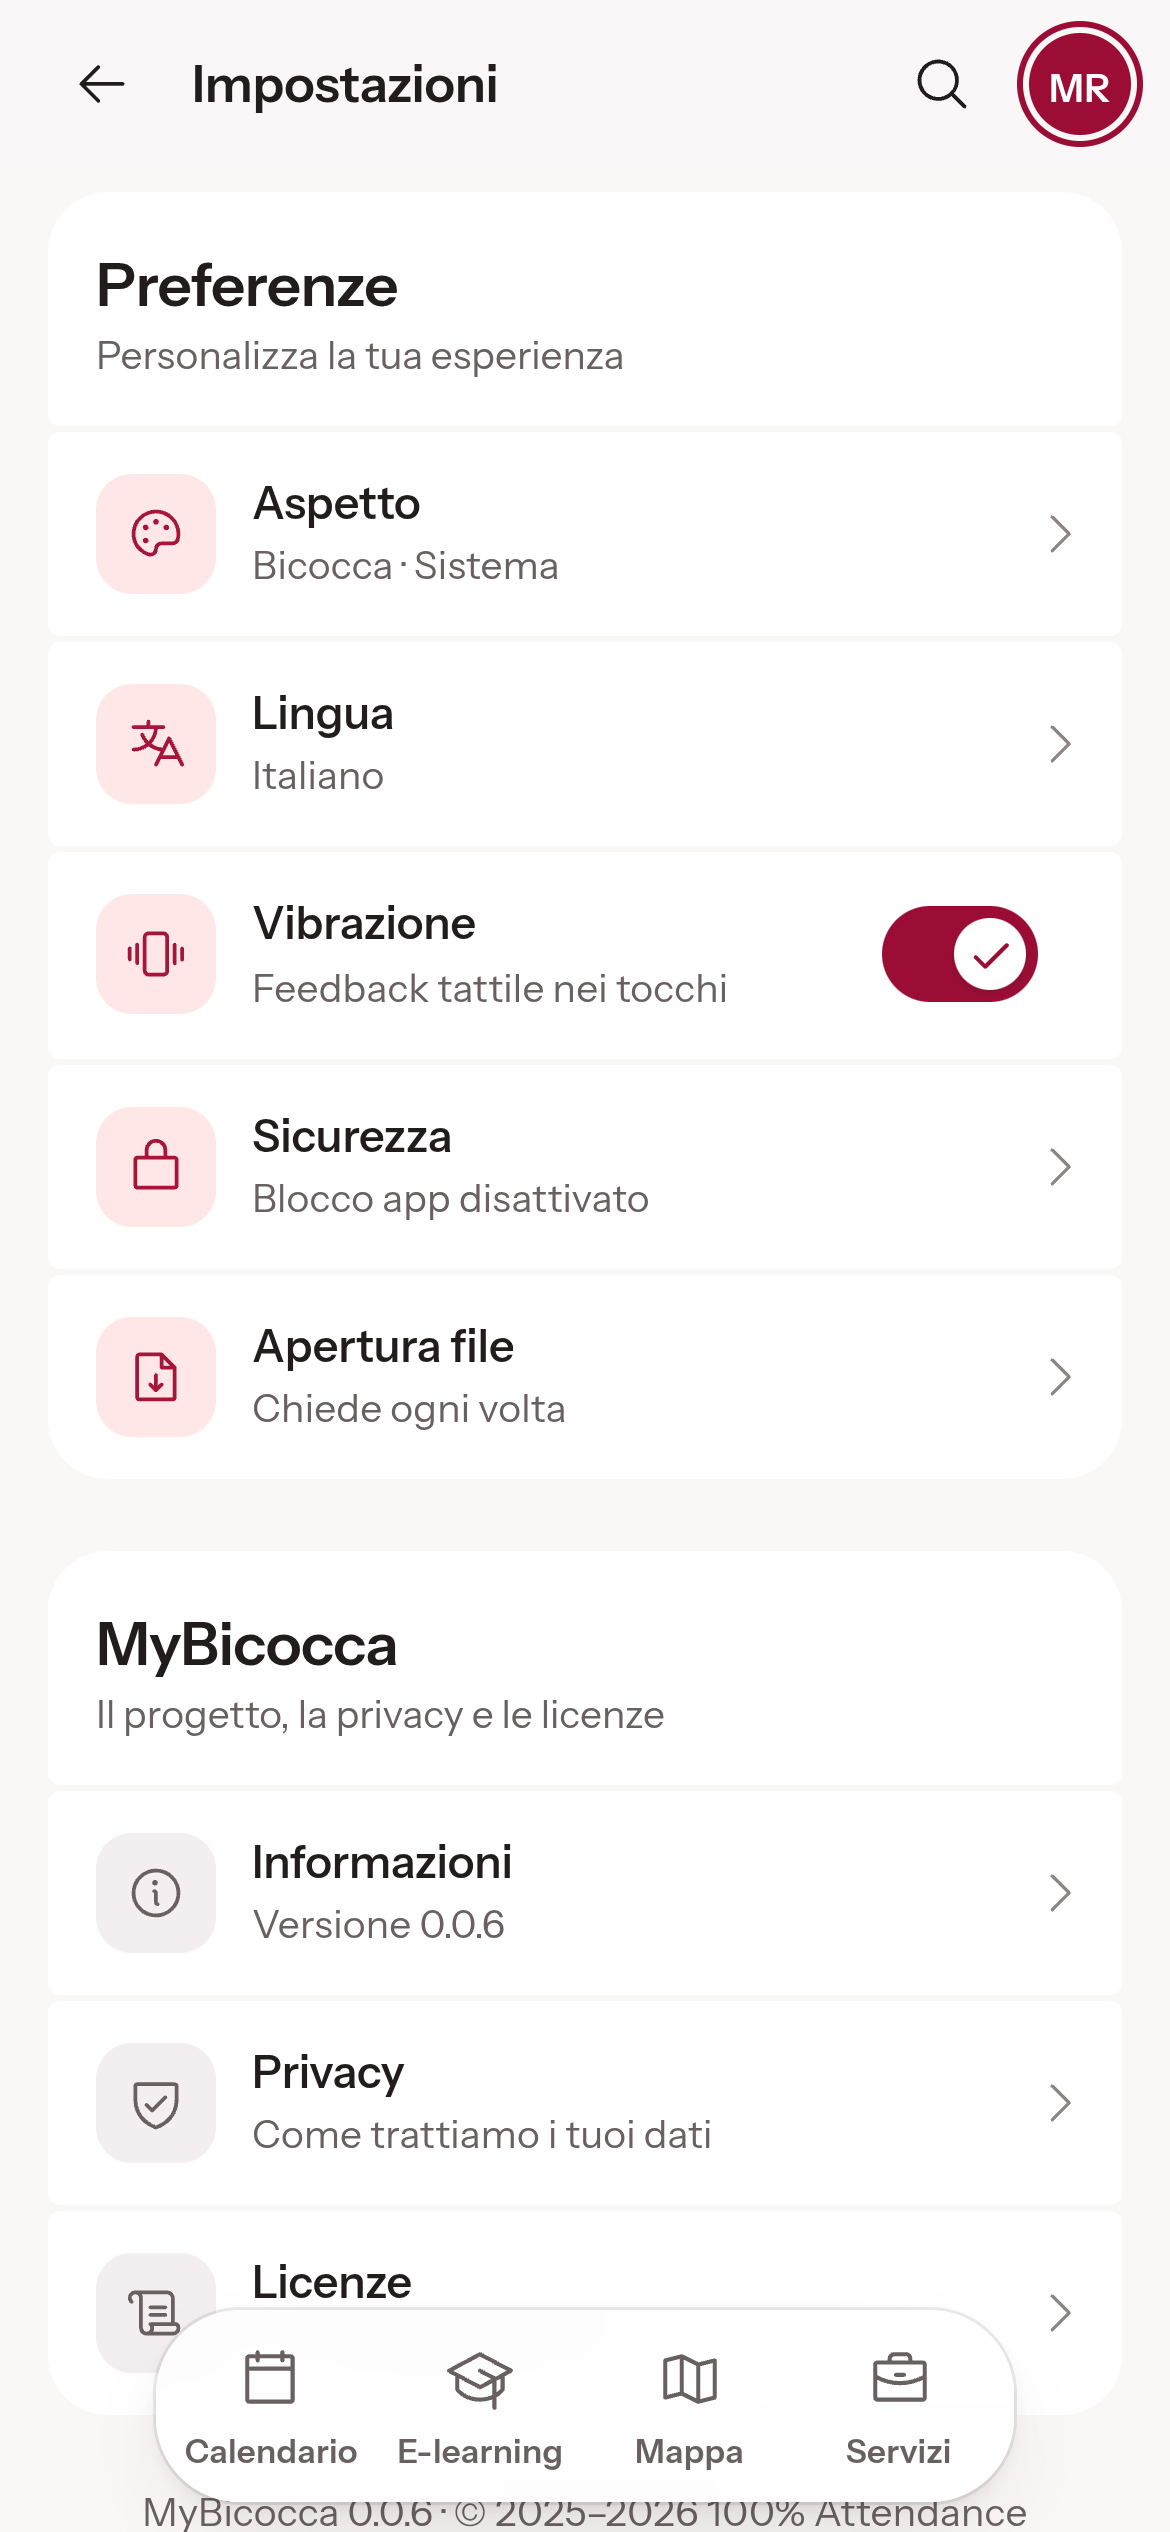 Impostazioni
MR
Preferenze
Personalizza la tua esperienza
Aspetto
Bicocca · Sistema
Lingua
Italiano
Vibrazione
Feedback tattile nei tocchi
Sicurezza
Blocco app disattivato
Apertura file
Chiede ogni volta
MyBicocca
Il progetto, la privacy e le licenze
Informazioni
Versione 0.0.6
Privacy
Come trattiamo i tuoi dati
Licenze
Calendario
E-learning
Mappa
Servizi
MyBicocca 0.0.6 · © 2025–2026 100% Attendance